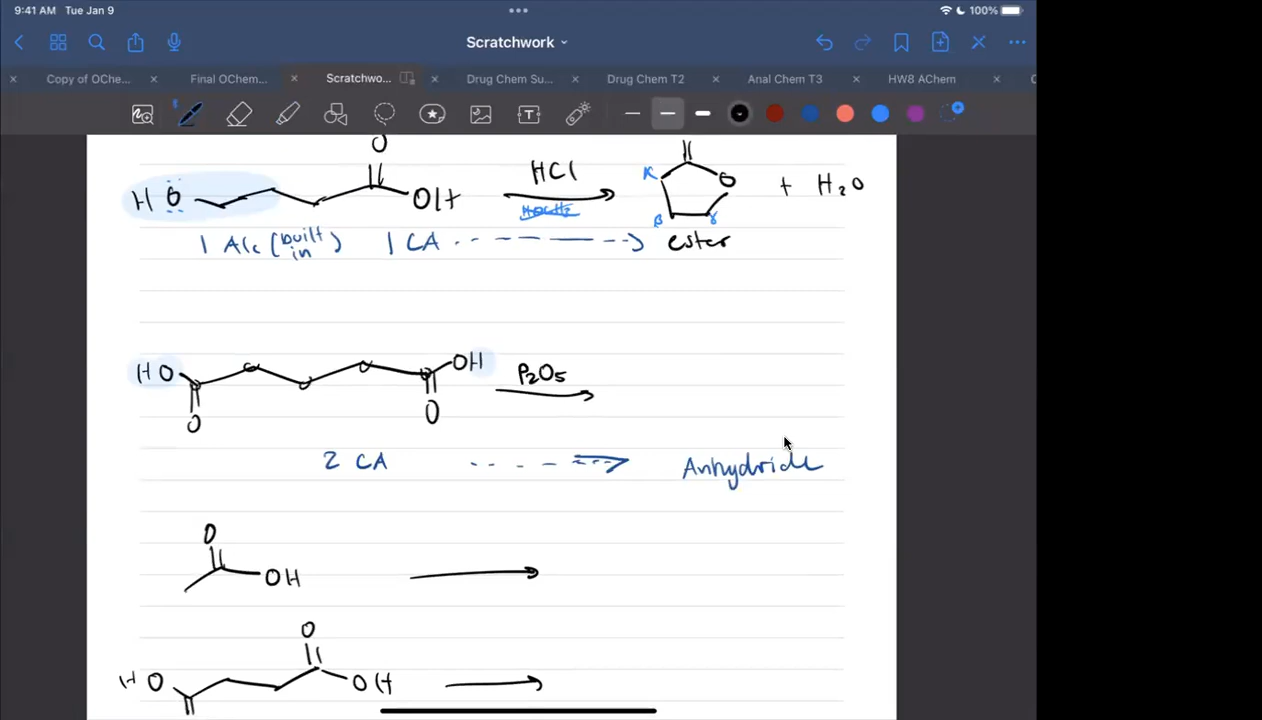 9:41 AM Tue Jan 9
100%
Scratchwork
Copy of OChe... Final OChem... Scratchwo... Drug Chem Su... Drug Chem T2 Anal Chem T3 HW8 AChem
O
HO OH HCl O + H2O
α β γ
1 Alc (built in) 1 CA ester
HO OH P2O5
O O
2 CA Anhydride
O
OH
O
HO OH